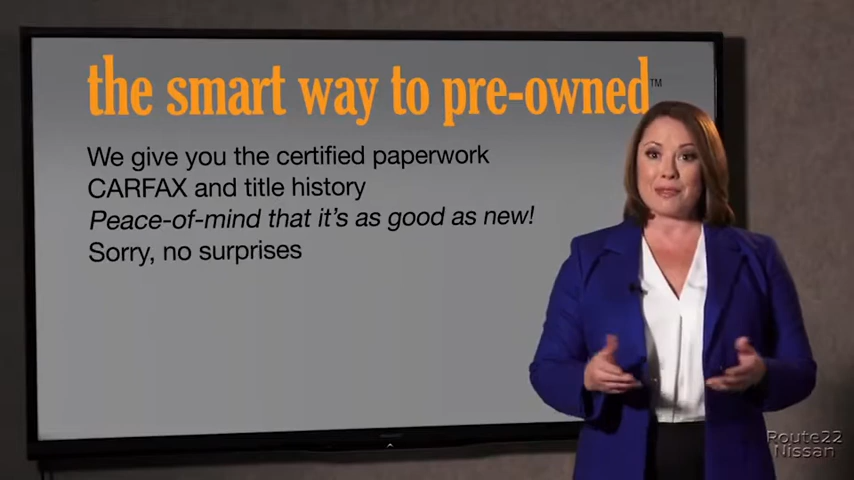 the smart way to pre-owned™
We give you the certified paperwork
CARFAX and title history
Peace-of-mind that it's as good as new!
Sorry, no surprises
Route22
Nissan